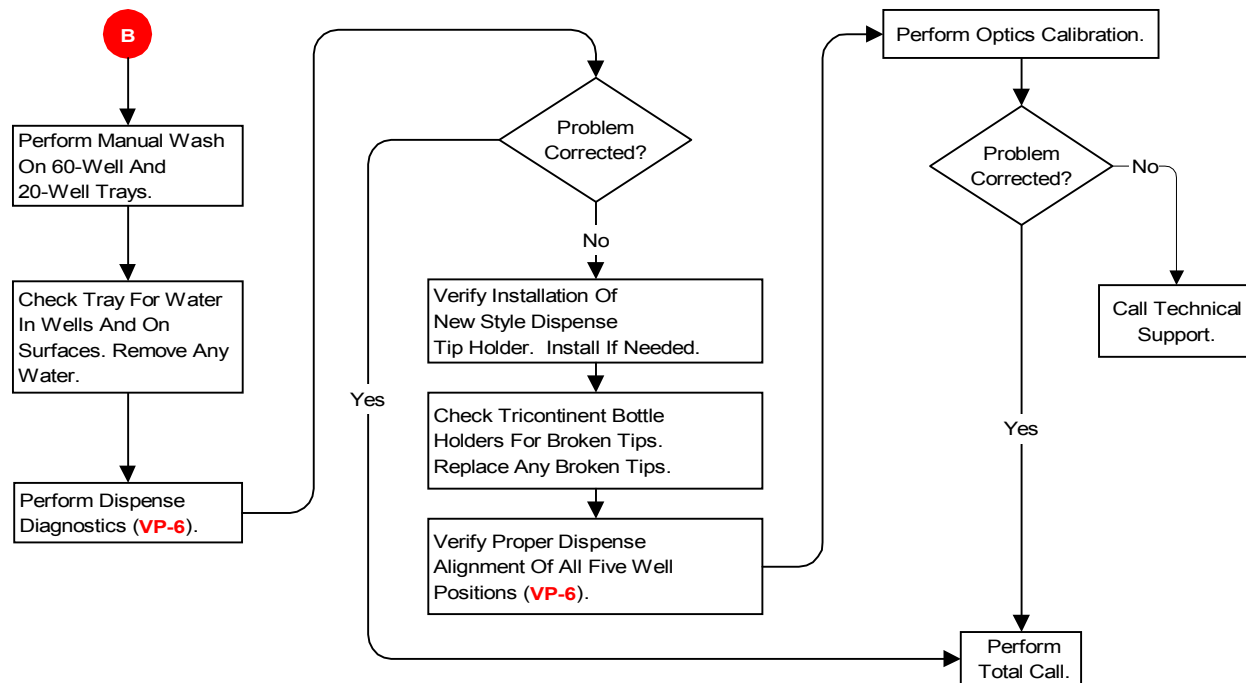 B
Perform Manual Wash
On 60-Well And
20-Well Trays.
Check Tray For Water
In Wells And On
Surfaces. Remove Any
Water.
Perform Dispense
Diagnostics (VP-6).
Problem
Corrected?
No
Yes
Verify Installation Of
New Style Dispense
Tip Holder. Install If Needed.
Check Tricontinent Bottle
Holders For Broken Tips.
Replace Any Broken Tips.
Verify Proper Dispense
Alignment Of All Five Well
Positions (VP-6).
Perform Optics Calibration.
Problem
Corrected?
No
Call Technical
Support.
Yes
Perform
Total Call.